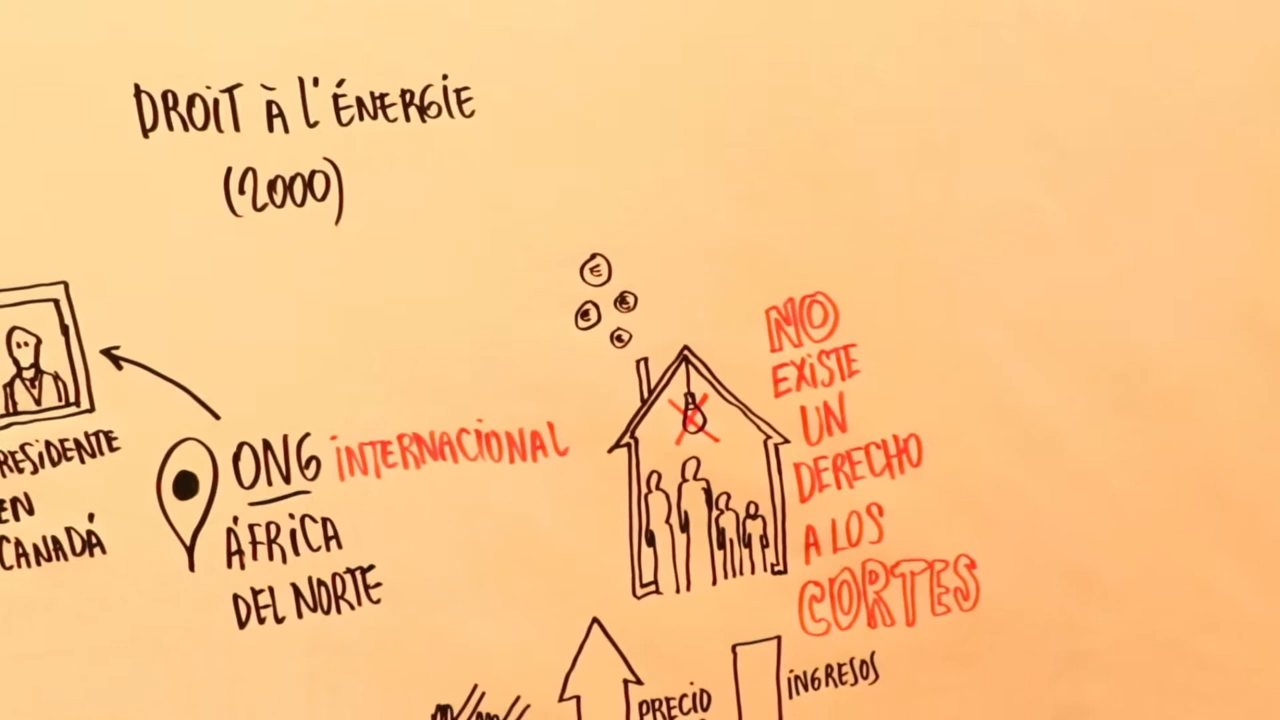 DROIT À L'ÉNERGIE
(2000)
RESIDENTE
EN
CANADÁ
ONG INTERNACIONAL
ÁFRICA
DEL NORTE
NO
EXISTE
UN
DERECHO
A LOS
CORTES
PRECIO
INGRESOS